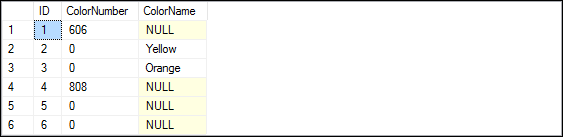 ID ColorNumber ColorName
1 1 606 NULL
2 2 0 Yellow
3 3 0 Orange
4 4 808 NULL
5 5 0 NULL
6 6 0 NULL